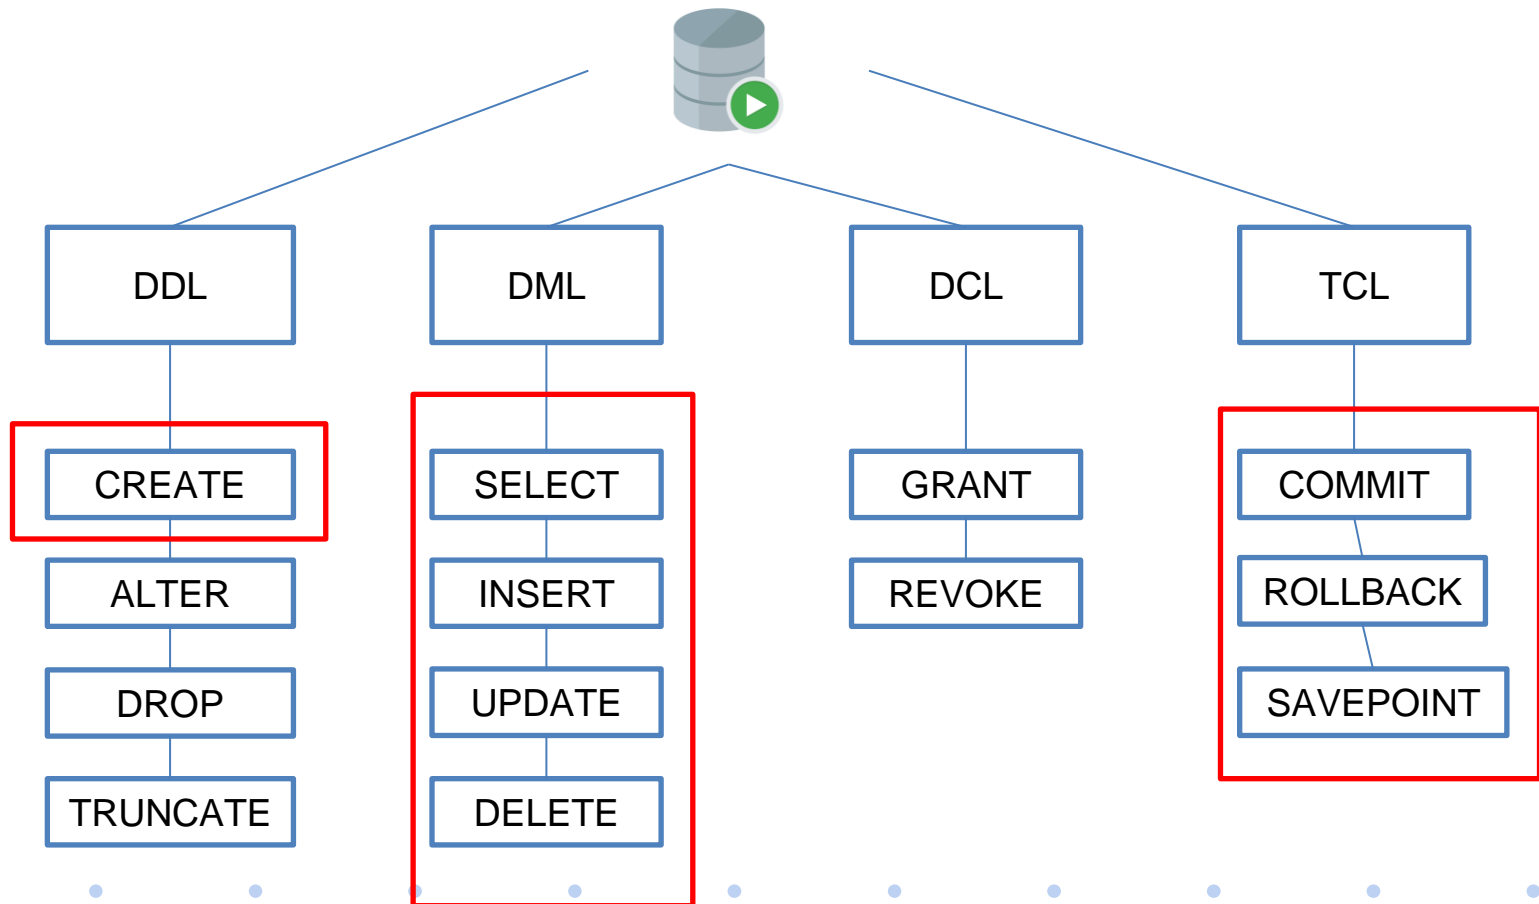 DDL
DML
DCL
TCL
CREATE
SELECT
GRANT
COMMIT
ALTER
INSERT
REVOKE
ROLLBACK
DROP
UPDATE
SAVEPOINT
TRUNCATE
DELETE